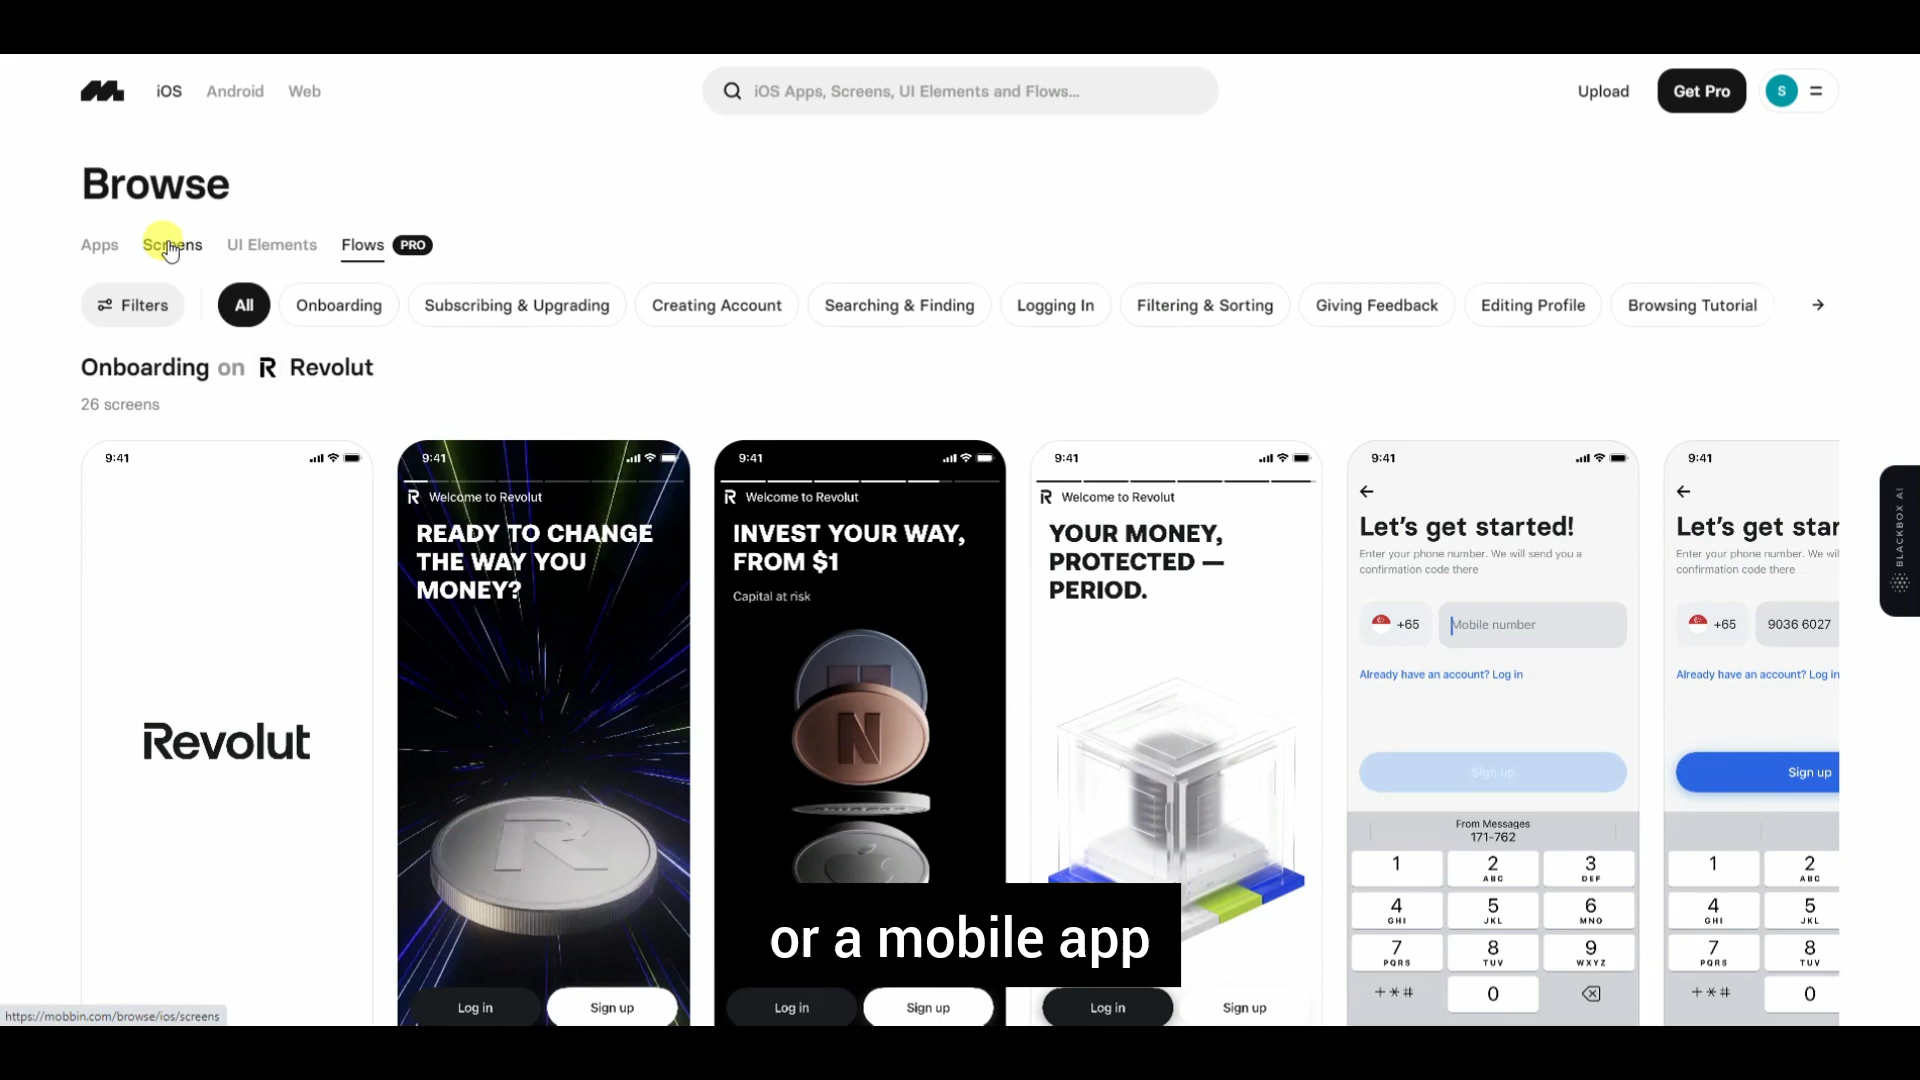 iOS
Android
Web
iOS Apps, Screens, UI Elements and Flows...
Upload
Get Pro
S
Browse
Apps
Screens
UI Elements
Flows
PRO
Filters
All
Onboarding
Subscribing & Upgrading
Creating Account
Searching & Finding
Logging In
Filtering & Sorting
Giving Feedback
Editing Profile
Browsing Tutorial
Onboarding on R Revolut
26 screens
9:41
Revolut
9:41
R Welcome to Revolut
READY TO CHANGE
THE WAY YOU
MONEY?
R
Log in
Sign up
9:41
R Welcome to Revolut
INVEST YOUR WAY,
FROM $1
Capital at risk
N
Log in
Sign up
9:41
R Welcome to Revolut
YOUR MONEY,
PROTECTED —
PERIOD.
Log in
Sign up
9:41
Let's get started!
Enter your phone number. We will send you a
confirmation code there
+65
Mobile number
Already have an account? Log in
Sign up
From Messages
171-762
1
2
ABC
3
DEF
4
GHI
5
JKL
6
MNO
7
PQRS
8
TUV
9
WXYZ
+*#
0
9:41
Let's get star
Enter your phone number. We wil
confirmation code there
+65
9036 6027
Already have an account? Log in
Sign up
1
2
ABC
4
GHI
5
JKL
7
PQRS
8
TUV
+*#
0
BLACKBOX AI
or a mobile app
https://mobbin.com/browse/ios/screens